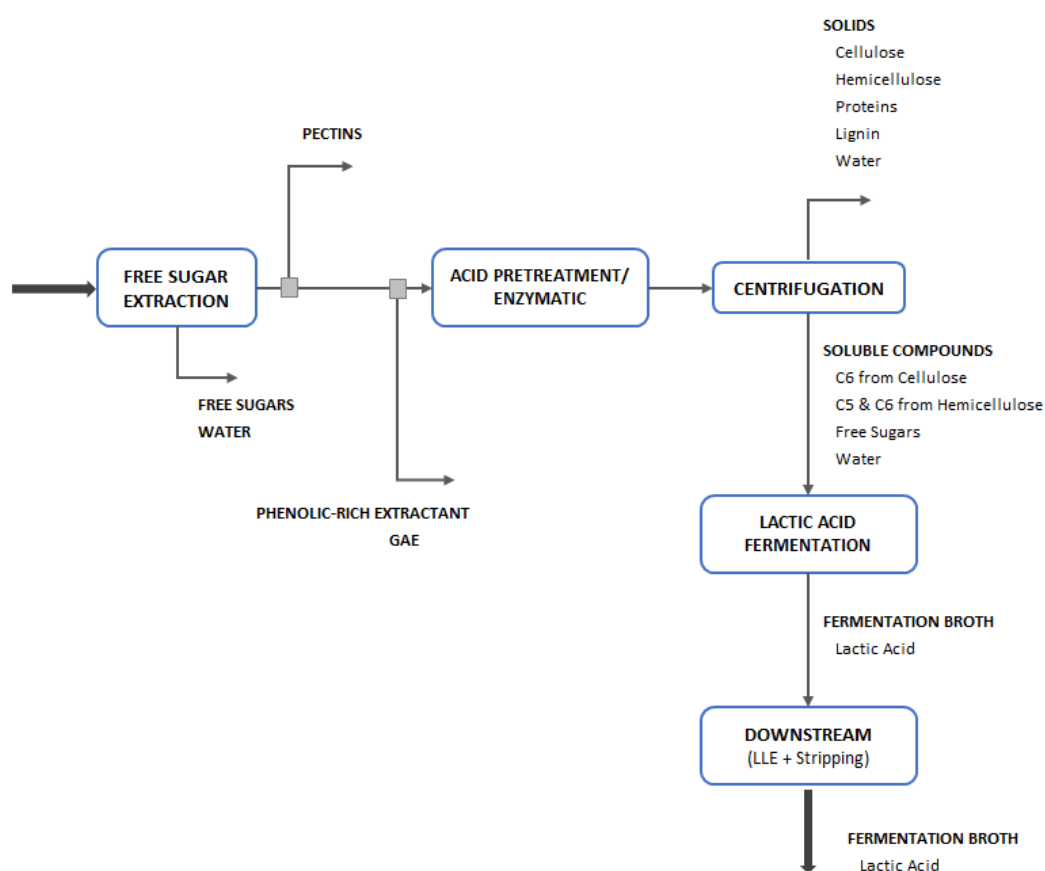 SOLIDS
Cellulose
Hemicellulose
Proteins
Lignin
Water
PECTINS
FREE SUGAR
EXTRACTION
ACID PRETREATMENT/
ENZYMATIC
CENTRIFUGATION
FREE SUGARS
WATER
SOLUBLE COMPOUNDS
C6 from Cellulose
C5 & C6 from Hemicellulose
Free Sugars
Water
PHENOLIC-RICH EXTRACTANT
GAE
LACTIC ACID
FERMENTATION
FERMENTATION BROTH
Lactic Acid
DOWNSTREAM
(LLE + Stripping)
FERMENTATION BROTH
Lactic Acid